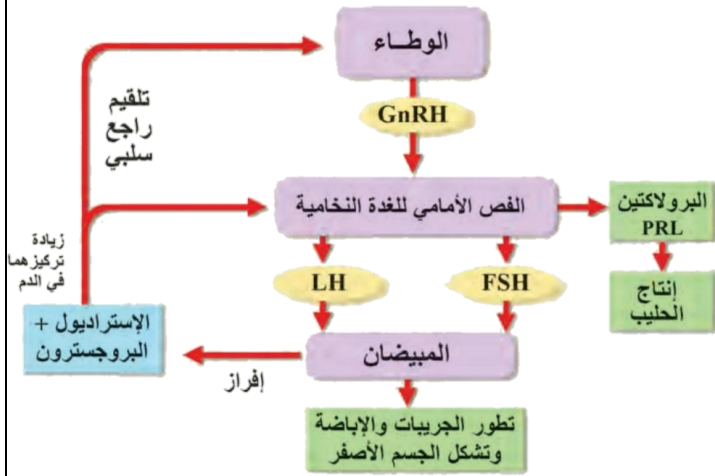 الوطــاء
GnRH
تلقيم
راجع
سلبي
الفص الأمامي للغدة النخامية
البرولاكتين
PRL
زيادة
تركيزهما
في الدم
LH
FSH
إنتاج
الحليب
الإستراديول +
البروجسترون
إفراز
المبيضان
تطور الجريبات والإباضة
وتشكل الجسم الأصفر